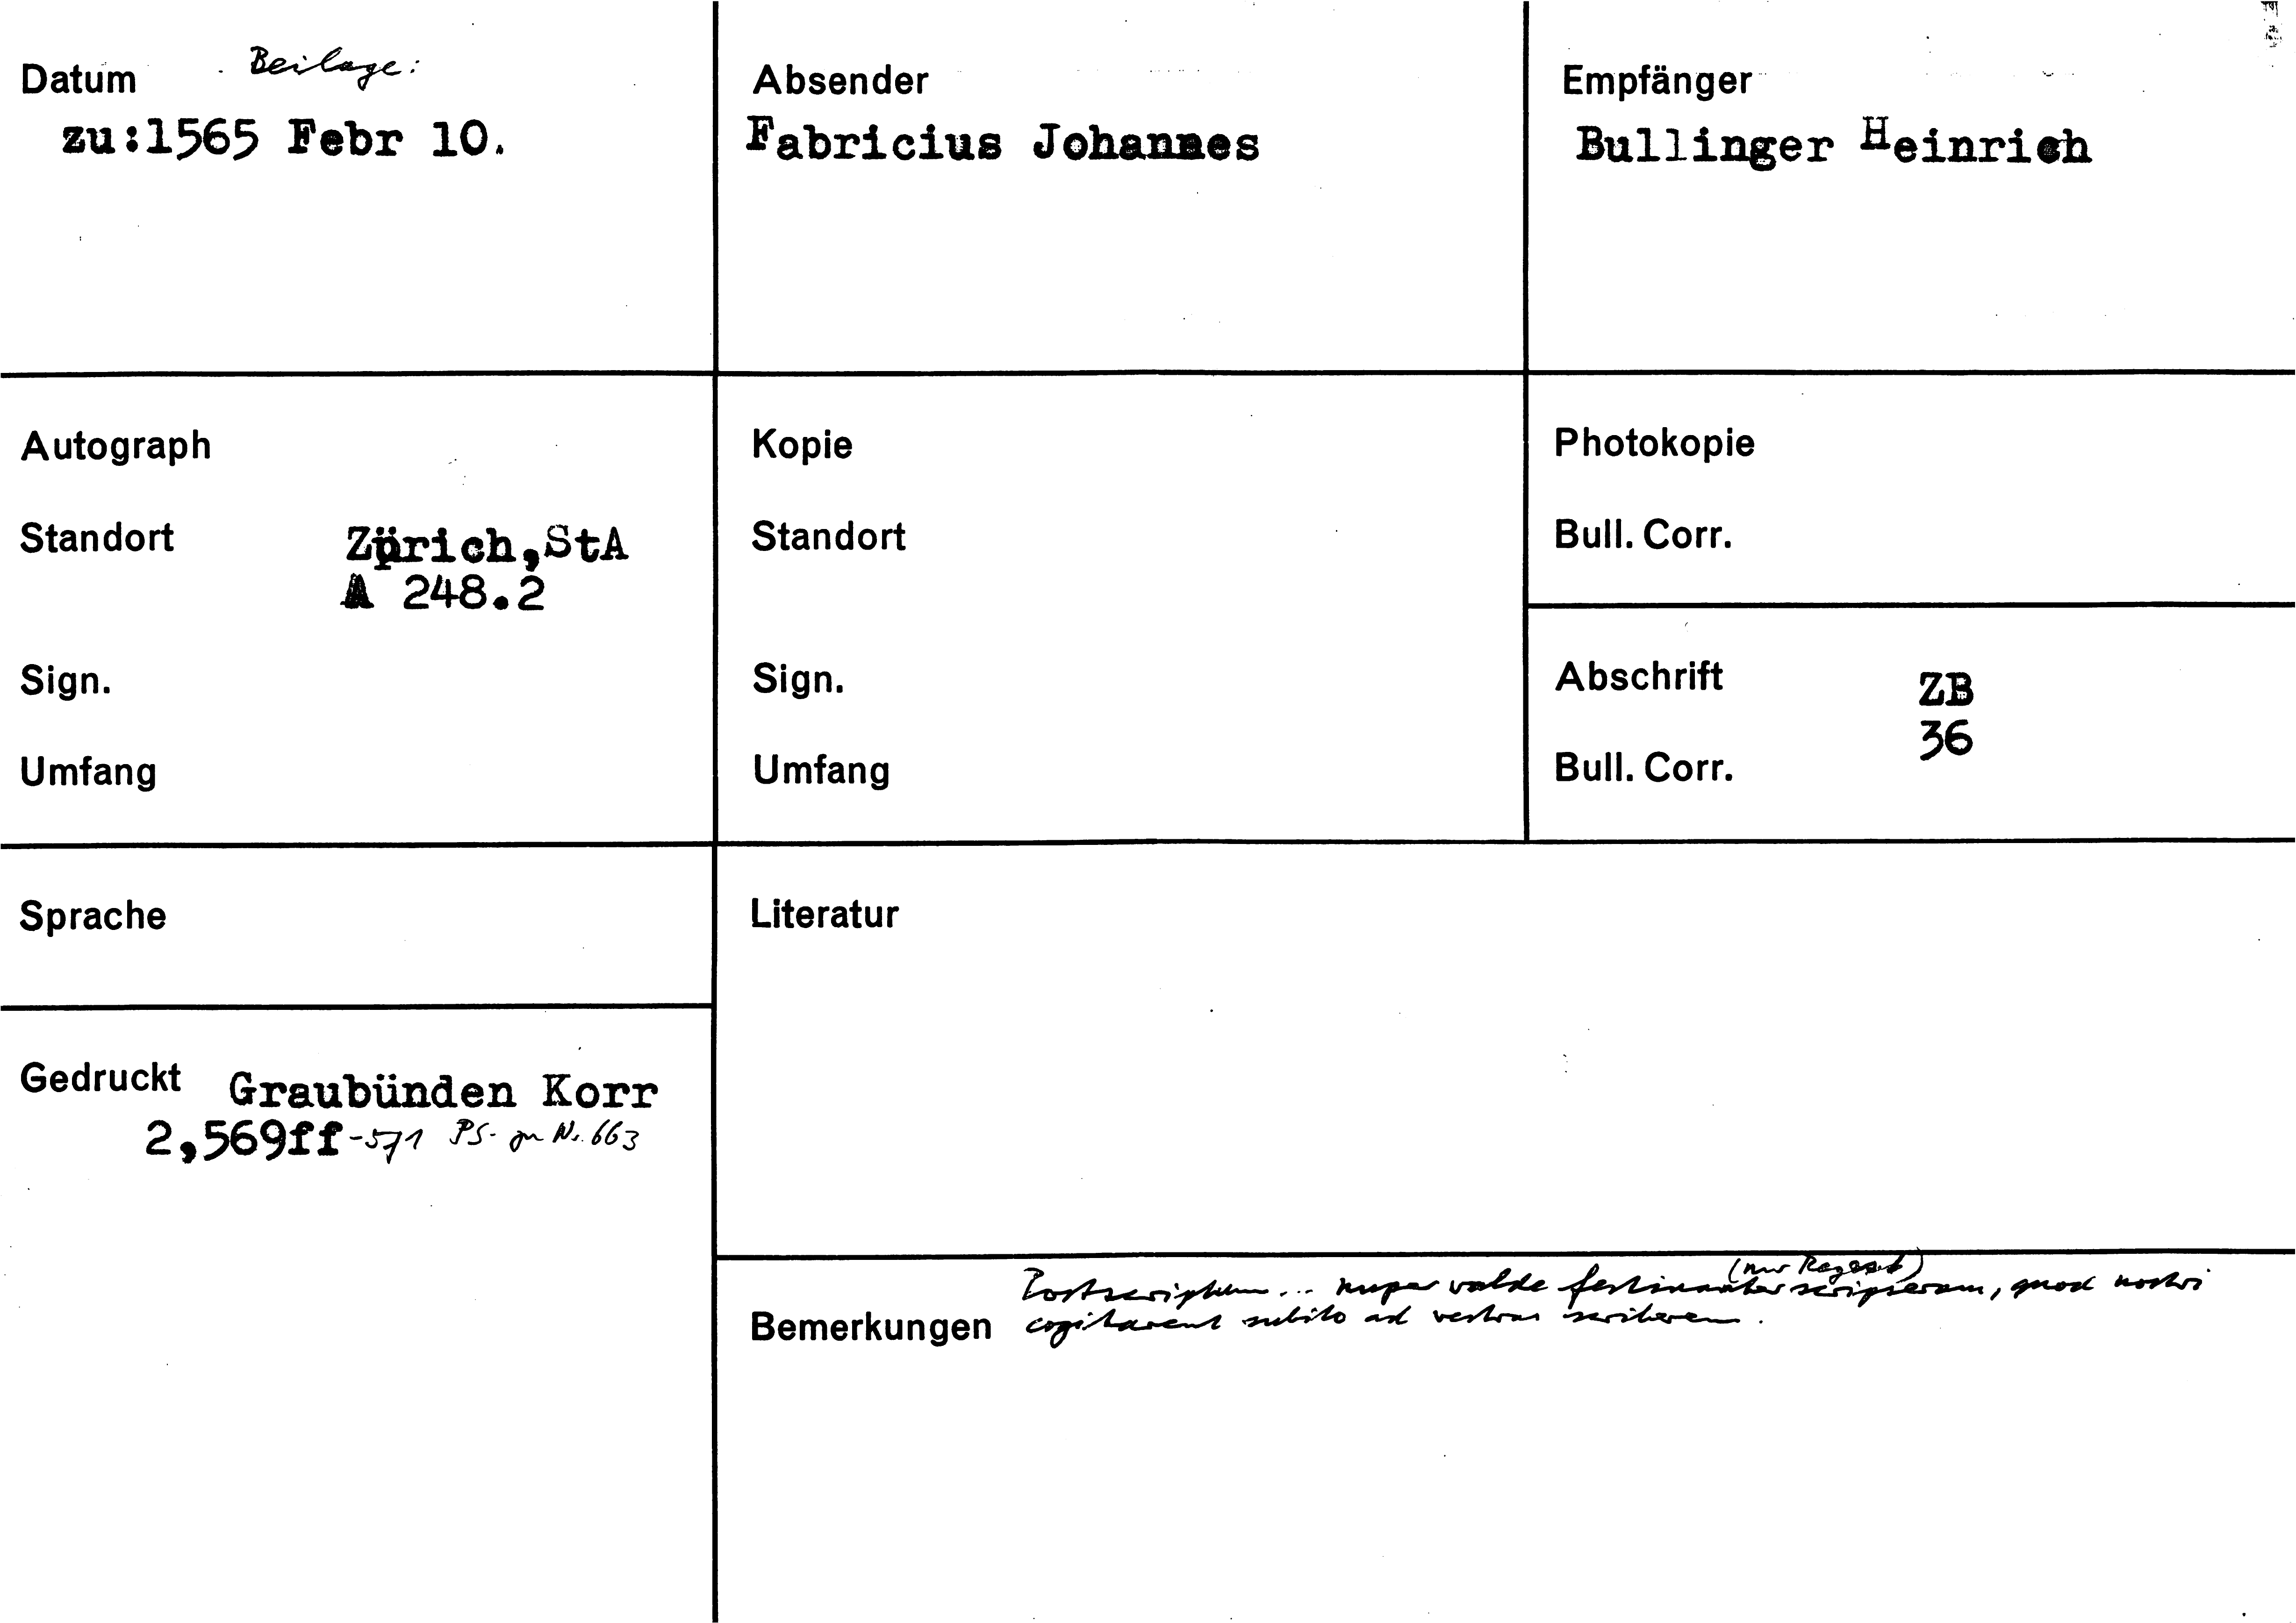 Datum Beilage:
zu:1565 Febr 10.
Absender
Fabricius Johannes
Empfänger
Bullinger Heinrich
Autograph
Standort Zürich,StA
A 248.2
Sign.
Umfang
Kopie
Standort
Sign.
Umfang
Photokopie
Bull. Corr.
Abschrift ZB
36
Bull. Corr.
Sprache
Gedruckt Graubünden Korr
2,569ff-571 PS- zu Nr. 663
Literatur
(nur Regest)
Postscriptum... nuper valde festinanter scripseram, quod nostri
Bemerkungen cogitarent subito ad vestros scribere.